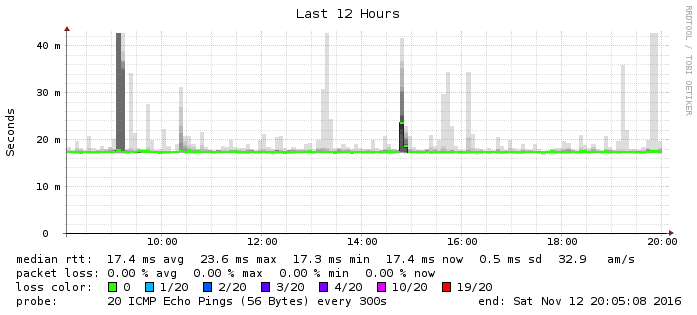 Last 12 Hours
RRDTOOL / TOBI OETIKER
Seconds
40 m
30 m
20 m
10 m
0
10:00 12:00 14:00 16:00 18:00 20:00
median rtt: 17.4 ms avg 23.6 ms max 17.3 ms min 17.4 ms now 0.5 ms sd 32.9 am/s
packet loss: 0.00 % avg 0.00 % max 0.00 % min 0.00 % now
loss color: 0 1/20 2/20 3/20 4/20 10/20 19/20
probe: 20 ICMP Echo Pings (56 Bytes) every 300s end: Sat Nov 12 20:05:08 2016